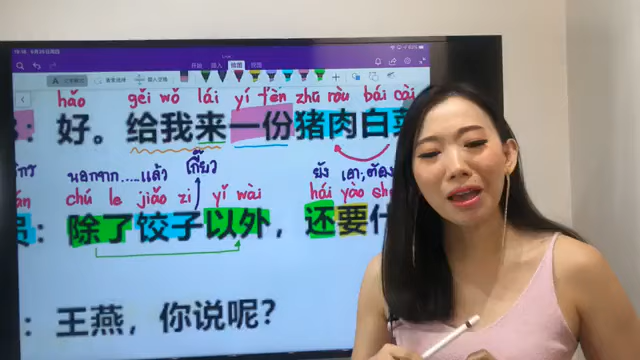 hǎo gěi wǒ lái yí fèn zhū ròu bái cài
：好。给我来一份猪肉白菜
นอกจาก.....แล้ว เกี๊ยว ยัง เอา,ต้อง
chú le jiǎo zi yǐ wài hái yào
员：除了饺子以外，还要什
：王燕，你说呢？